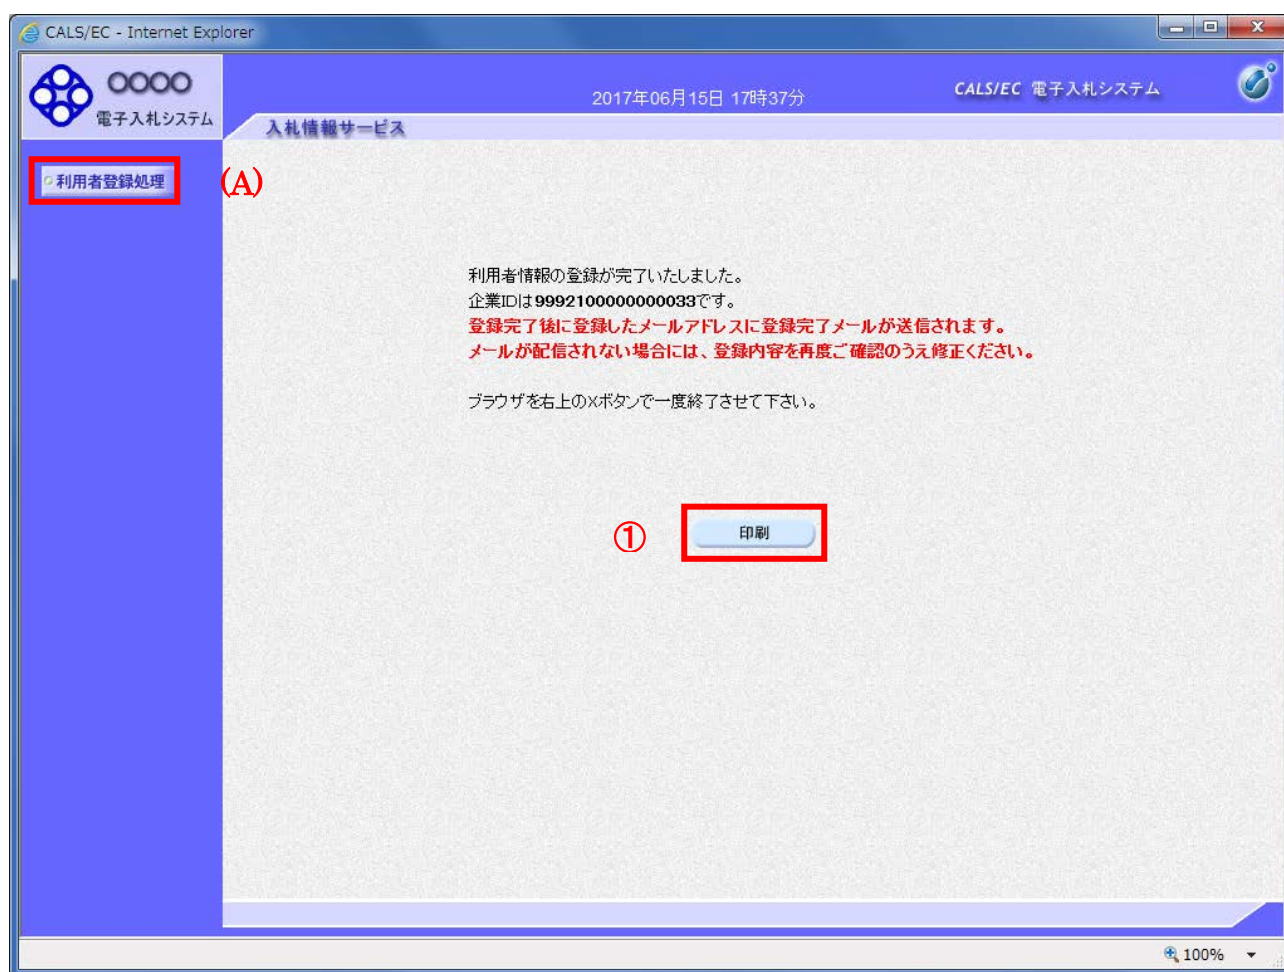 CALS/EC - Internet Explorer
○○○○
電子入札システム
2017年06月15日 17時37分
CALS/EC 電子入札システム
入札情報サービス
利用者登録処理
(A)
利用者情報の登録が完了いたしました。
企業IDは9992100000000033です。
登録完了後に登録したメールアドレスに登録完了メールが送信されます。
メールが配信されない場合には、登録内容を再度ご確認のうえ修正ください。
ブラウザを右上の×ボタンで一度終了させて下さい。
①
印刷
100%